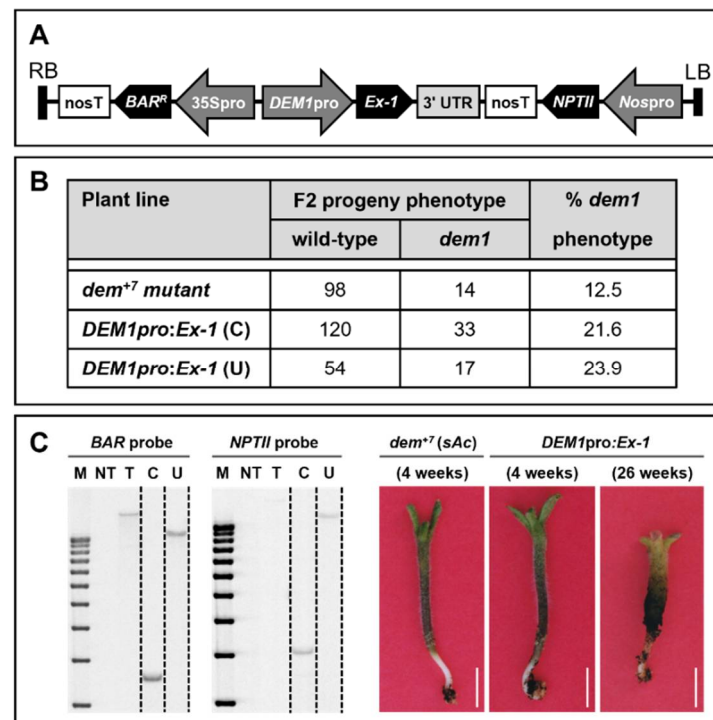 A
RB
LB
nosT BARᴿ 35Spro DEM1pro Ex-1 3' UTR nosT NPTII Nospro
B
Plant line F2 progeny phenotype % dem1
wild-type dem1 phenotype
dem⁺⁷ mutant 98 14 12.5
DEM1pro:Ex-1 (C) 120 33 21.6
DEM1pro:Ex-1 (U) 54 17 23.9
C
BAR probe NPTII probe dem⁺⁷ (sAc) DEM1pro:Ex-1
M NT T C U M NT T C U (4 weeks) (4 weeks) (26 weeks)